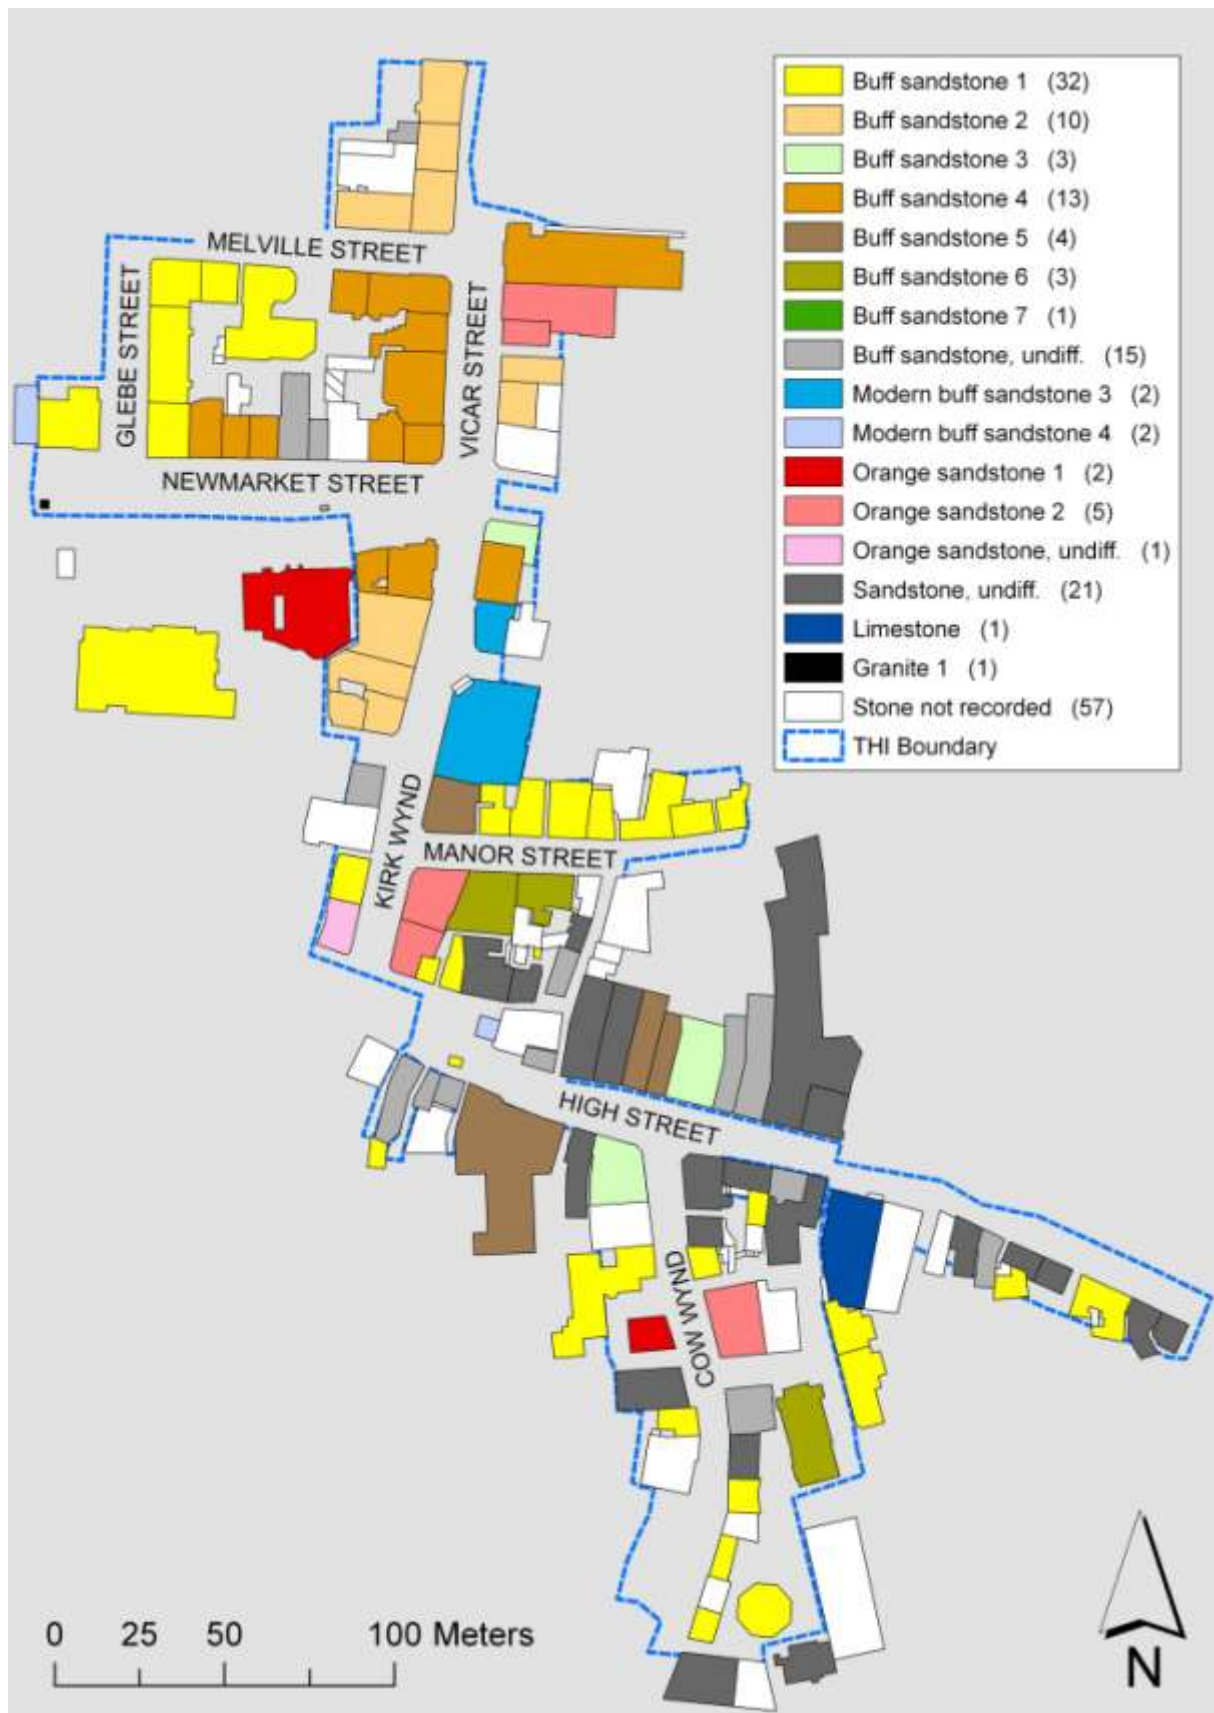 Buff sandstone 1 (32)
Buff sandstone 2 (10)
Buff sandstone 3 (3)
Buff sandstone 4 (13)
Buff sandstone 5 (4)
Buff sandstone 6 (3)
Buff sandstone 7 (1)
Buff sandstone, undiff. (15)
Modern buff sandstone 3 (2)
Modern buff sandstone 4 (2)
Orange sandstone 1 (2)
Orange sandstone 2 (5)
Orange sandstone, undiff. (1)
Sandstone, undiff. (21)
Limestone (1)
Granite 1 (1)
Stone not recorded (57)
THI Boundary
MELVILLE STREET
GLEBE STREET
VICAR STREET
NEWMARKET STREET
KIRK WYND
MANOR STREET
HIGH STREET
COW WYND
0 25 50 100 Meters
N